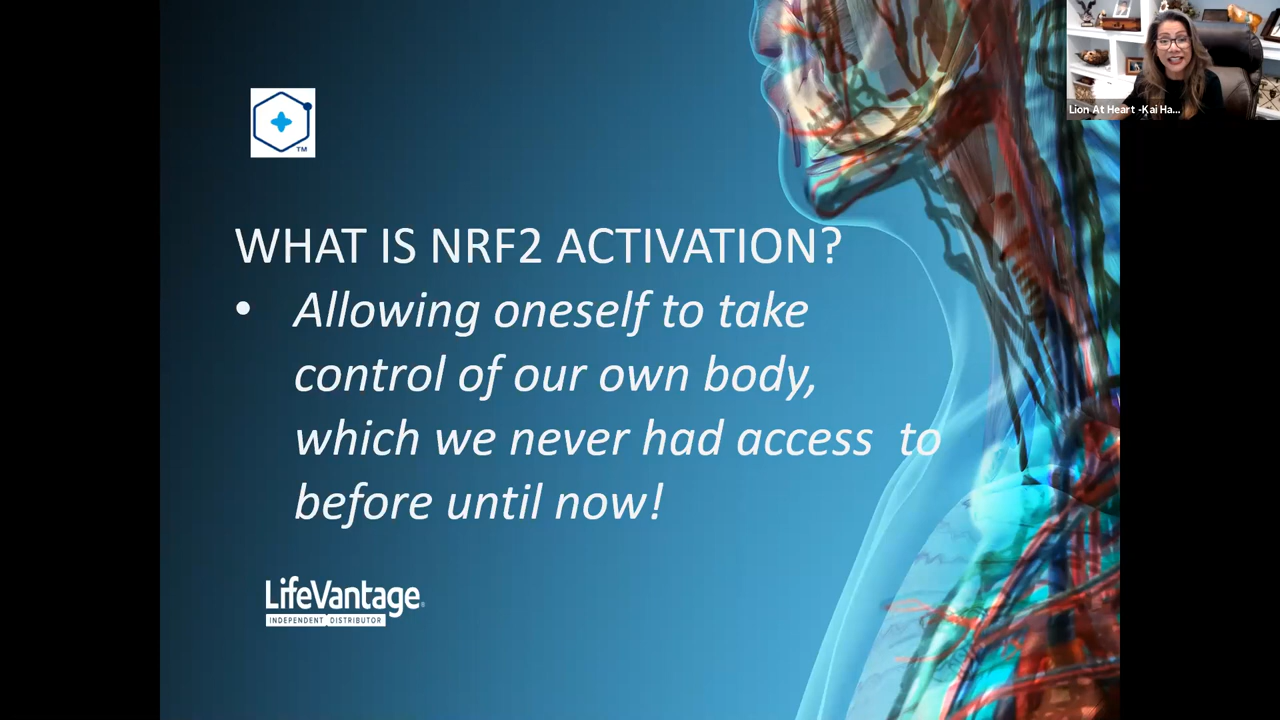 Lion At Heart -Kai Ha...
TM
WHAT IS NRF2 ACTIVATION?
• Allowing oneself to take
control of our own body,
which we never had access to
before until now!
LifeVantage®
INDEPENDENT DISTRIBUTOR